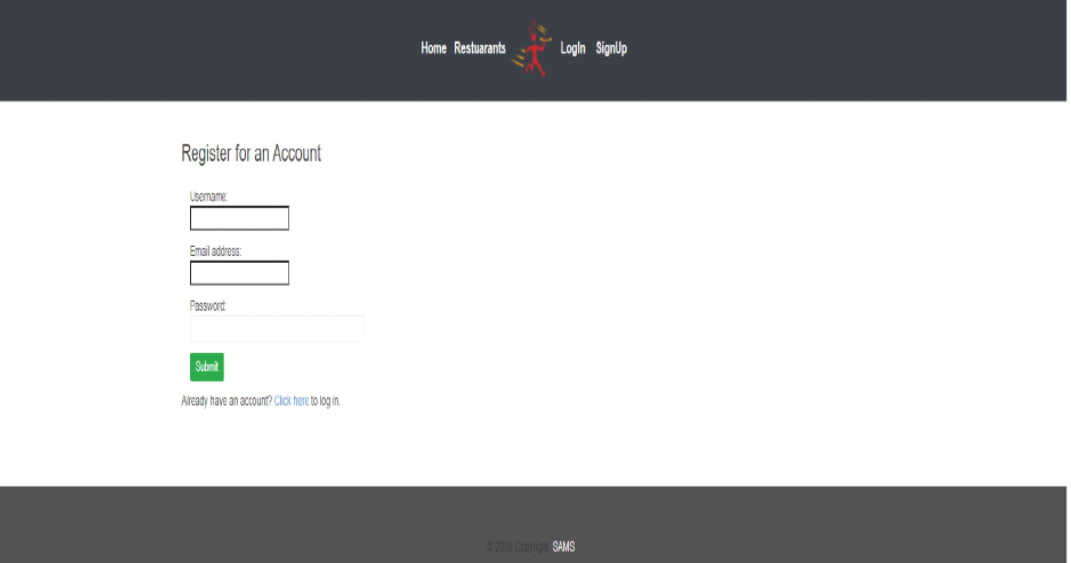 Home Restuarants LogIn SignUp
Register for an Account
Username:
Email address:
Password:
Submit
Already have an account? Click here to log in.
© 2018 Copyright: SAMS